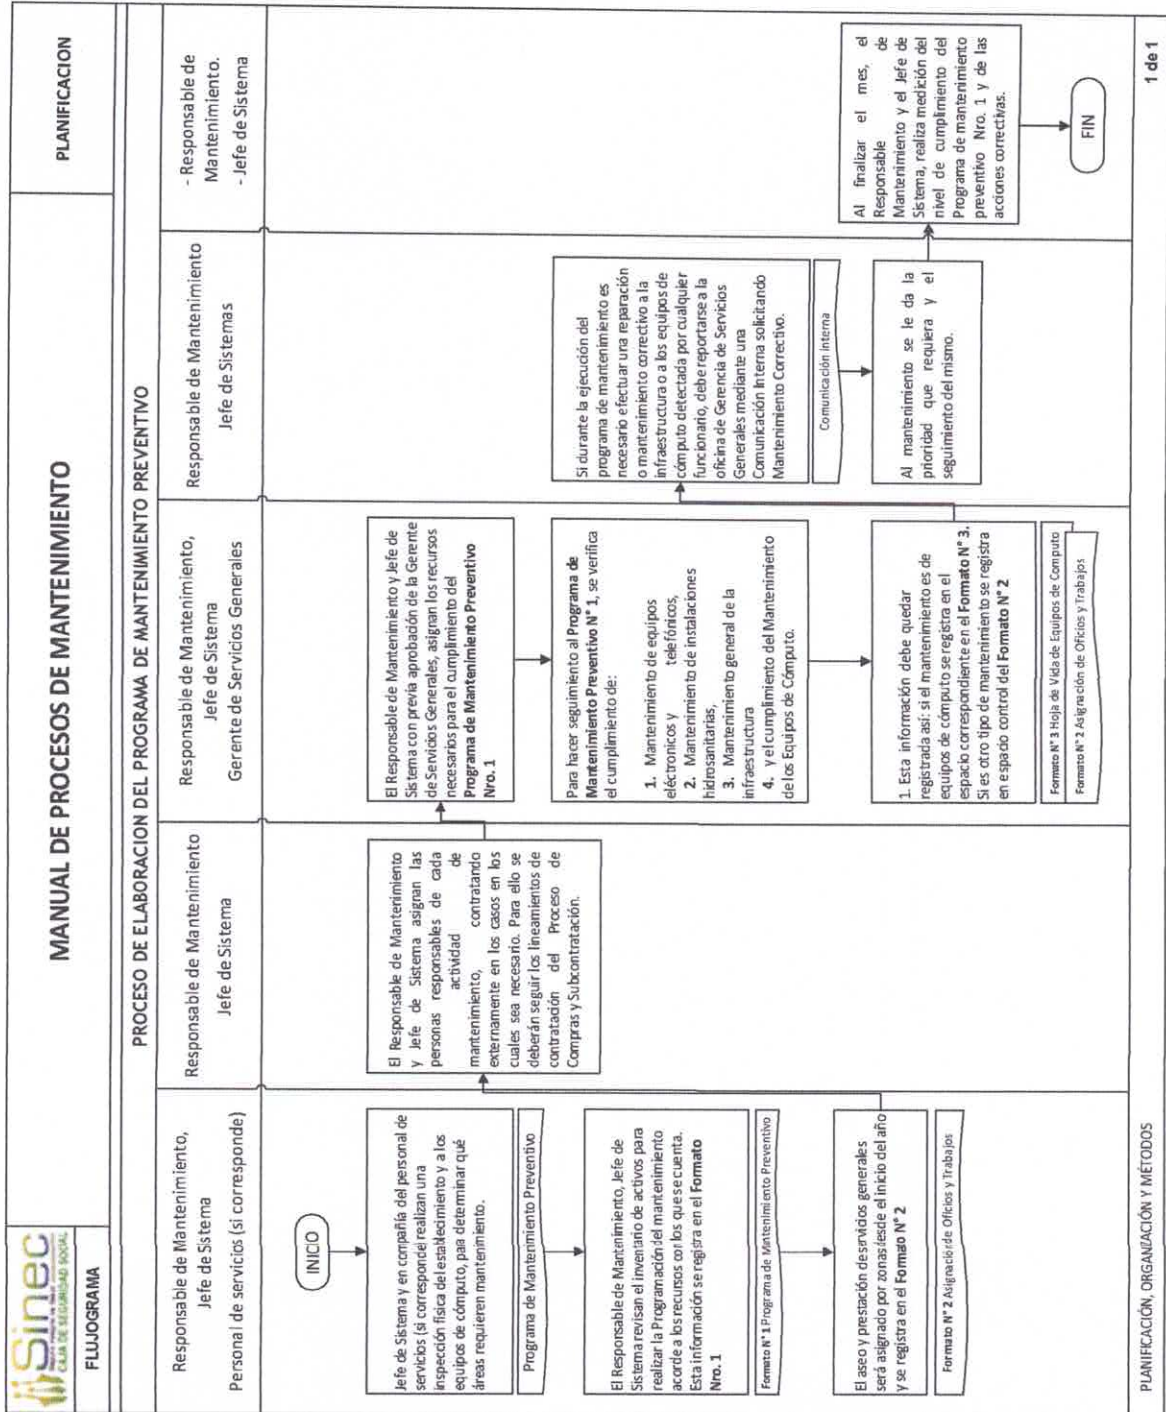 Sinec
CAJA DE SEGURIDAD SOCIAL
FLUJOGRAMA
MANUAL DE PROCESOS DE MANTENIMIENTO
PLANIFICACION
PROCESO DE ELABORACION DEL PROGRAMA DE MANTENIMIENTO PREVENTIVO
Responsable de Mantenimiento,
Jefe de Sistema
Personal de servicios (si corresponde)
Responsable de Mantenimiento
Jefe de Sistema
Responsable de Mantenimiento,
Jefe de Sistema
Gerente de Servicios Generales
Responsable de Mantenimiento
Jefe de Sistemas
- Responsable de
Mantenimiento.
- Jefe de Sistema
INICIO
Jefe de Sistema y en compañía del personal de
servicios (si corresponde) realizan una
inspección física del establecimiento y a los
equipos de cómputo, para determinar qué
áreas requieren mantenimiento.
Programa de Mantenimiento Preventivo
El Responsable de Mantenimiento, Jefe de
Sistema revisan el inventario de activos para
realizar la Programación del mantenimiento
acorde a los recursos con los que se cuenta.
Esta información se registra en el Formato
Nro. 1
Formato N° 1 Programa de Mantenimiento Preventivo
El aseo y prestación de servicios generales
será asignado por zonas desde el inicio del año
y se registra en el Formato N° 2
Formato N° 2 Asignación de Oficios y Trabajos
El Responsable de Mantenimiento
y Jefe de Sistema asignan las
personas responsables de cada
actividad de
mantenimiento, contratando
externamente en los casos en los
cuales sea necesario. Para ello se
deberán seguir los lineamientos de
contratación del Proceso de
Compras y Subcontratación.
El Responsable de Mantenimiento y Jefe de
Sistema con previa aprobación de la Gerente
de Servicios Generales, asignan los recursos
necesarios para el cumplimiento del
Programa de Mantenimiento Preventivo
Nro. 1
Para hacer seguimiento al Programa de
Mantenimiento Preventivo N° 1, se verifica
el cumplimiento de:
1. Mantenimiento de equipos
eléctronicos y telefónicos,
2. Mantenimiento de instalaciones
hidrosanitarias,
3. Mantenimiento general de la
infraestructura
4. y el cumplimiento del Mantenimiento
de los Equipos de Cómputo.
1. Esta información debe quedar
registrada así: si el mantenimiento es de
equipos de cómputo se registra en el
espacio correspondiente en el Formato N° 3.
Si es otro tipo de mantenimiento se registra
en espacio control del Formato N° 2
Formato N° 3 Hoja de Vida de Equipos de Computo
Formato N° 2 Asignación de Oficios y Trabajos
Si durante la ejecución del
programa de mantenimiento es
necesario efectuar una reparación
o mantenimiento correctivo a la
infraestructura o a los equipos de
cómputo detectada por cualquier
funcionario, debe reportarse a la
oficina de Gerencia de Servicios
Generales mediante una
Comunicación Interna solicitando
Mantenimiento Correctivo.
Comunicación Interna
Al mantenimiento se le da la
prioridad que requiera y el
seguimiento del mismo.
Al finalizar el mes, el
Responsable de
Mantenimiento y el Jefe de
Sistema, realiza medición del
nivel de cumplimiento del
Programa de mantenimiento
preventivo Nro. 1 y de las
acciones correctivas.
FIN
PLANIFICACIÓN, ORGANIZACIÓN Y MÉTODOS
1 de 1